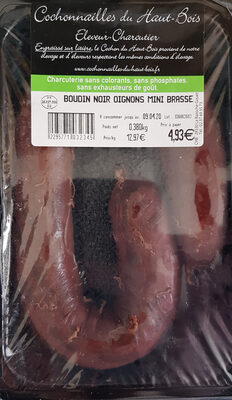 Cochonnailles du Haut-Bois
Eleveur-Charcutier
Engraissé sur litière, le Cochon du Haut-Bois provient de notre
élevage et d'éleveurs respectant les mêmes conditions d'élevage.
www.cochonnailles-du-haut-bois.fr
Charcuterie sans colorants, sans phosphates,
sans exhausteurs de goût.
BOUDIN NOIR OIGNONS MINI BRASSE
A consommer jusqu'au 09.04.20
Poids net 0,380kg
Prix à payer
Prix/kg 12,97€ 4,93€